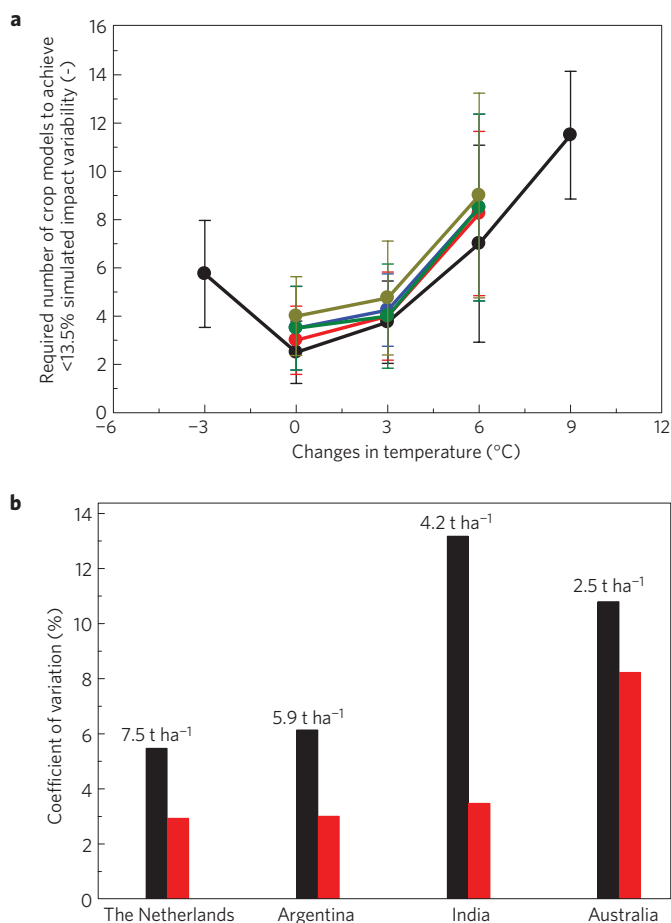 a
Required number of crop models to achieve
<13.5% simulated impact variability (-)
16
14
12
10
8
6
4
2
0
−6
−3
0
3
6
9
12
Changes in temperature (°C)
b
Coefficient of variation (%)
14
12
10
8
6
4
2
0
7.5 t ha⁻¹
5.9 t ha⁻¹
4.2 t ha⁻¹
2.5 t ha⁻¹
The Netherlands
Argentina
India
Australia